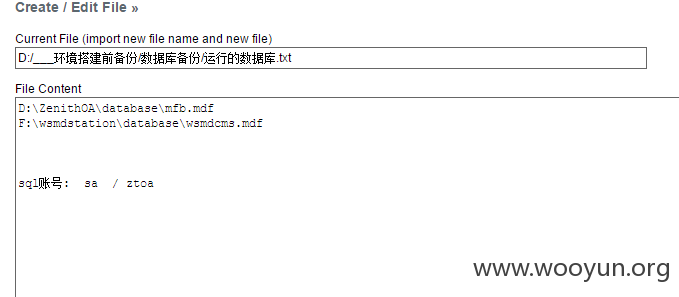 Create / Edit File »
Current File (import new file name and new file)
D:/___环境搭建前备份/数据库备份/运行的数据库.txt
File Content
D:\ZenithOA\database\mfb.mdf
F:\wsmdstation\database\wsmdcms.mdf
sql账号: sa / ztoa
www.wooyun.org